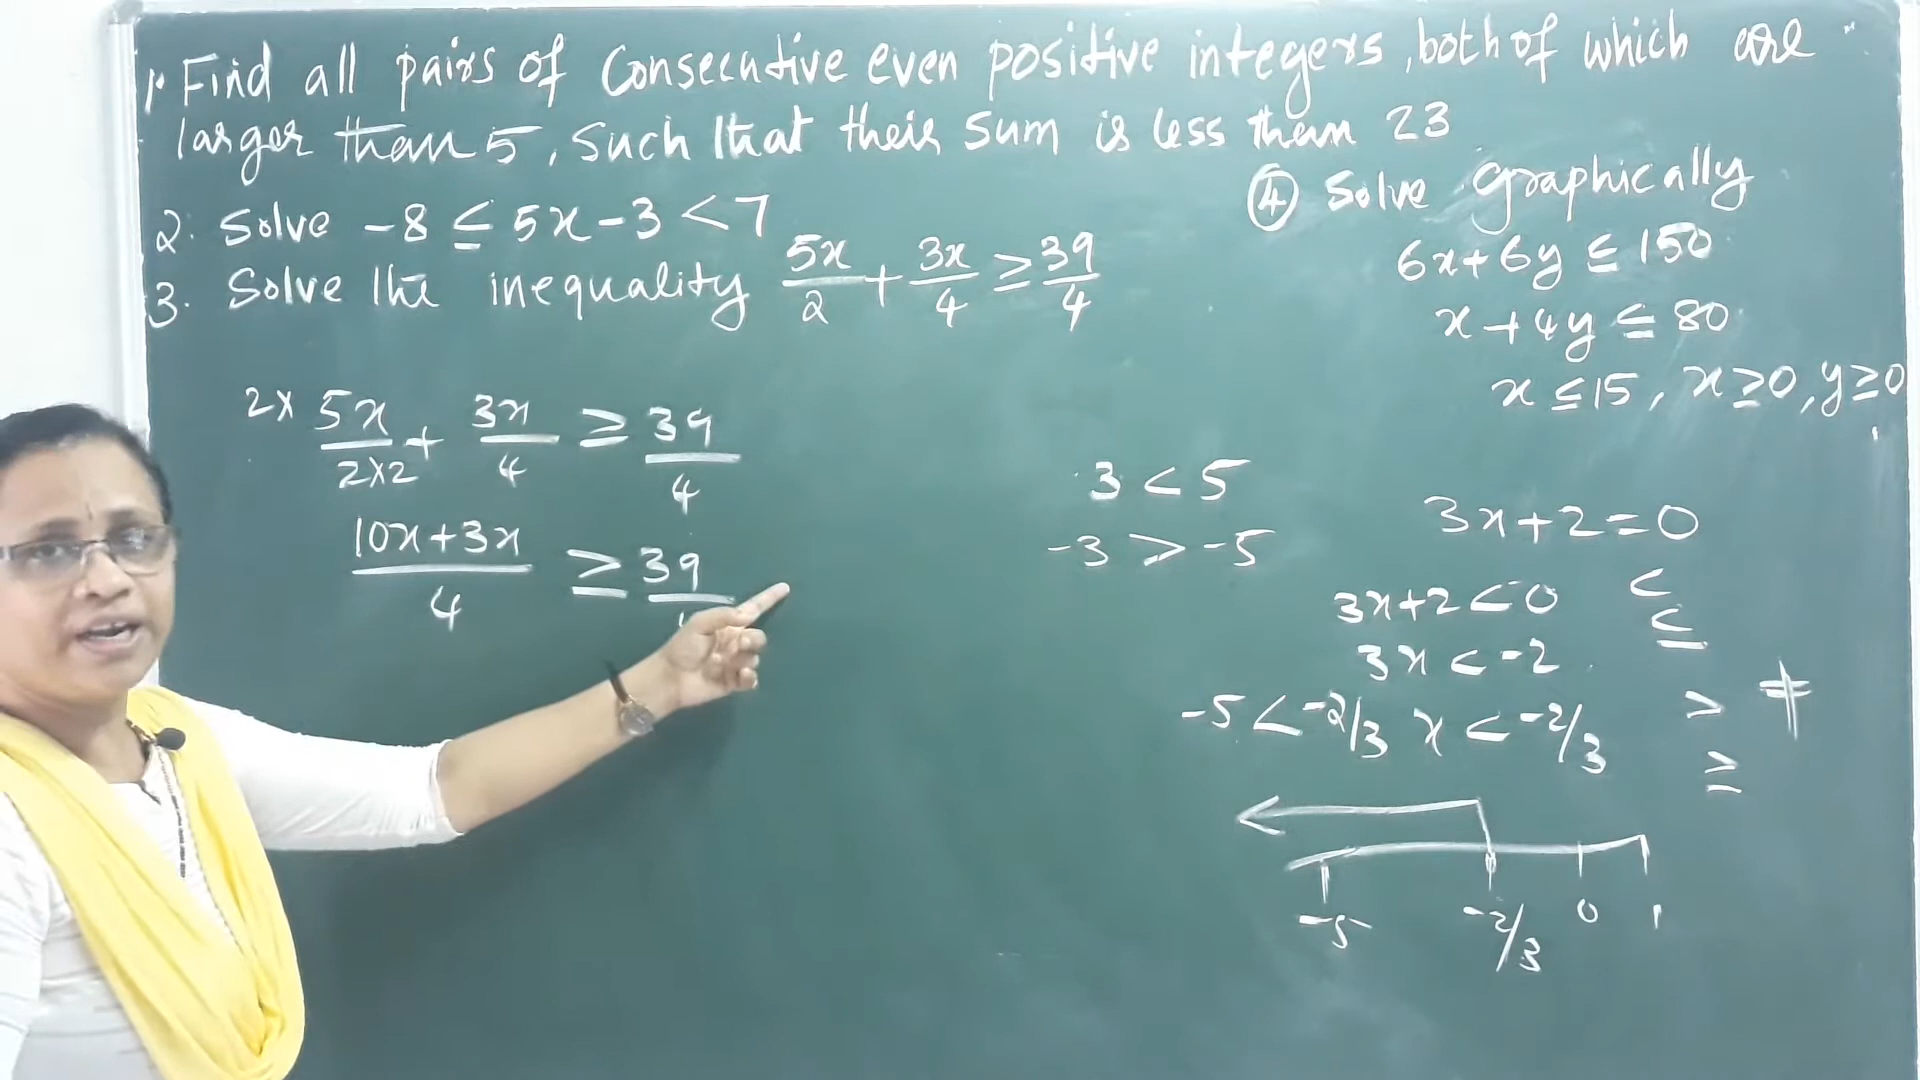 1. Find all pairs of Consecutive even positive integers, both of which are
larger than 5, such that their sum is less than 23
2. Solve -8 ≤ 5x - 3 < 7
3. Solve the inequality 5x/2 + 3x/4 ≥ 39/4
④ Solve graphically
6x+6y ≤ 150
x+4y ≤ 80
x ≤ 15, x ≥ 0, y ≥ 0
2x 5x/2x2 + 3x/4 ≥ 39/4
10x+3x/4 ≥ 39/
3 < 5
-3 > -5
3x+2=0
3x+2<0
3x < -2
-5 < -2/3 x < -2/3
<
≤
>
≥
≠
-5 -2/3 0 1